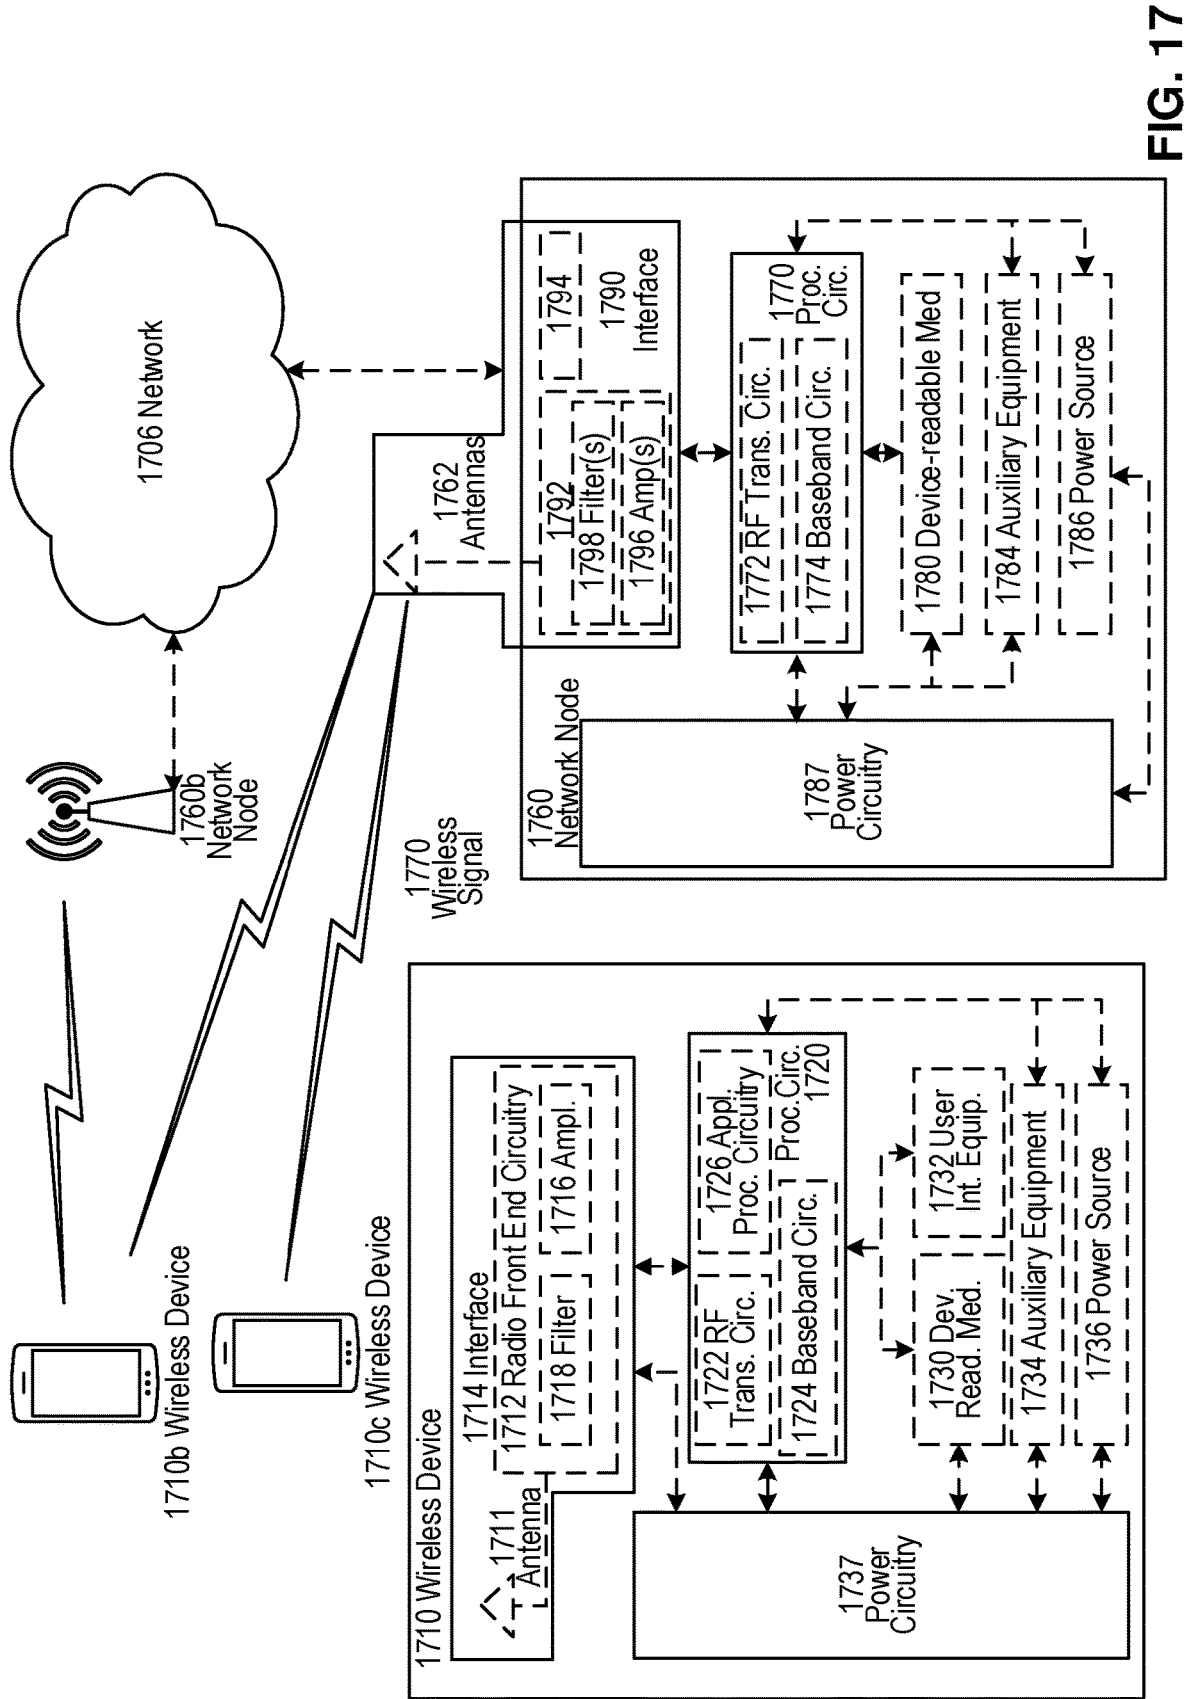 1706 Network
1760b
Network
Node
1710b Wireless Device
1710c Wireless Device
1770
Wireless
Signal
1762
Antennas
1710 Wireless Device
1711
Antenna
1714 Interface
1712 Radio Front End Circuitry
1718 Filter
1716 Ampl.
1722 RF
Trans. Circ.
1726 Appl.
Proc. Circuitry
1724 Baseband Circ.
Proc.Circ.
1720
1730 Dev.
Read. Med.
1732 User
Int. Equip.
1734 Auxiliary Equipment
1736 Power Source
1737
Power
Circuitry
1760
Network Node
1792
1798 Filter(s)
1796 Amp(s)
1794
1790
Interface
1772 RF Trans. Circ.
1774 Baseband Circ.
1770
Proc.
Circ.
1780 Device-readable Med
1784 Auxiliary Equipment
1786 Power Source
1787
Power
Circuitry
FIG. 17